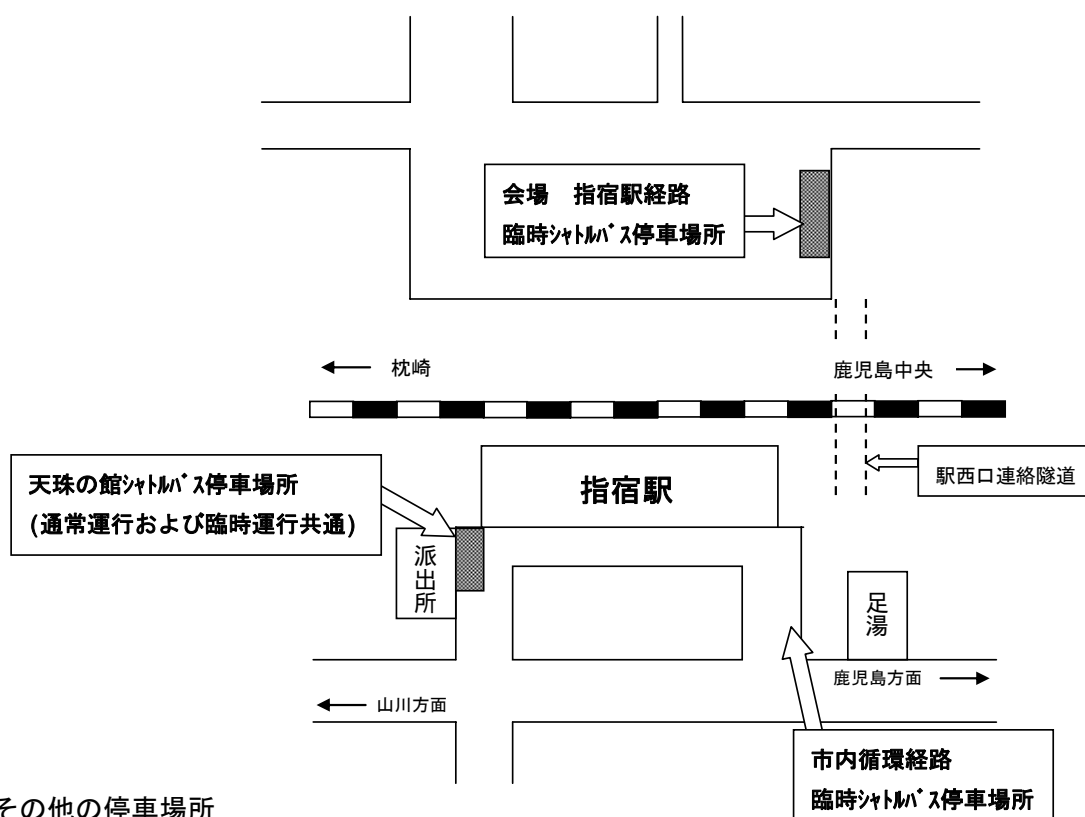 会場　指宿駅経路
臨時ｼｬﾄﾙﾊﾞｽ停車場所
枕崎
鹿児島中央
天珠の館ｼｬﾄﾙﾊﾞｽ停車場所
(通常運行および臨時運行共通)
指宿駅
駅西口連絡隧道
派出所
足湯
鹿児島方面
山川方面
市内循環経路
臨時ｼｬﾄﾙﾊﾞｽ停車場所
その他の停車場所